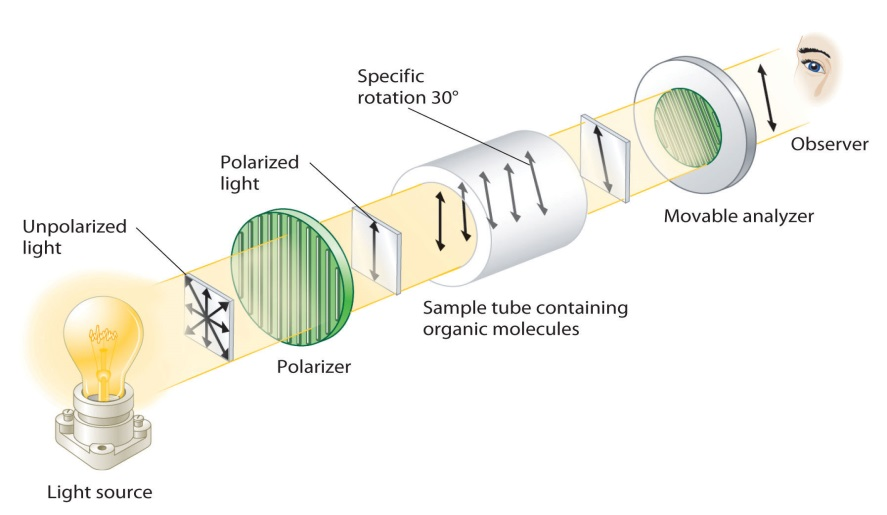 Specific
rotation 30°
Polarized
light
Unpolarized
light
Observer
Movable analyzer
Sample tube containing
organic molecules
Polarizer
Light source